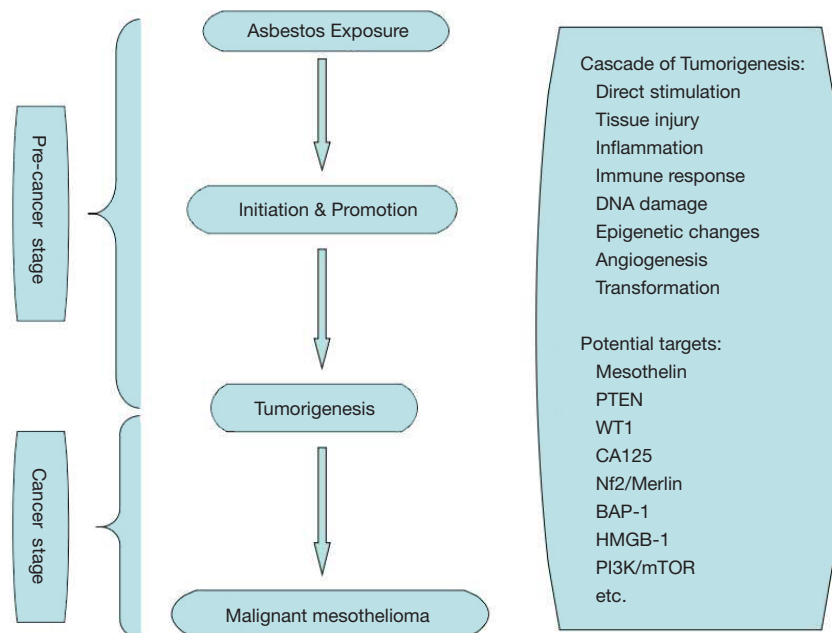 Asbestos Exposure
Pre-cancer stage
Initiation & Promotion
Tumorigenesis
Cancer stage
Malignant mesothelioma
Cascade of Tumorigenesis:
Direct stimulation
Tissue injury
Inflammation
Immune response
DNA damage
Epigenetic changes
Angiogenesis
Transformation
Potential targets:
Mesothelin
PTEN
WT1
CA125
Nf2/Merlin
BAP-1
HMGB-1
PI3K/mTOR
etc.